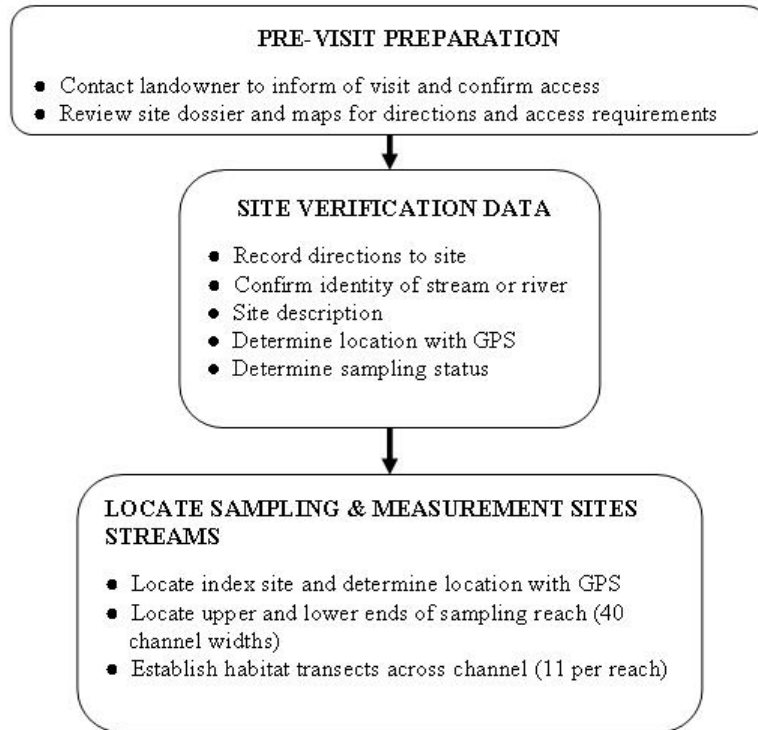 PRE-VISIT PREPARATION
● Contact landowner to inform of visit and confirm access
● Review site dossier and maps for directions and access requirements
SITE VERIFICATION DATA
● Record directions to site
● Confirm identity of stream or river
● Site description
● Determine location with GPS
● Determine sampling status
LOCATE SAMPLING & MEASUREMENT SITES
STREAMS
● Locate index site and determine location with GPS
● Locate upper and lower ends of sampling reach (40
channel widths)
● Establish habitat transects across channel (11 per reach)